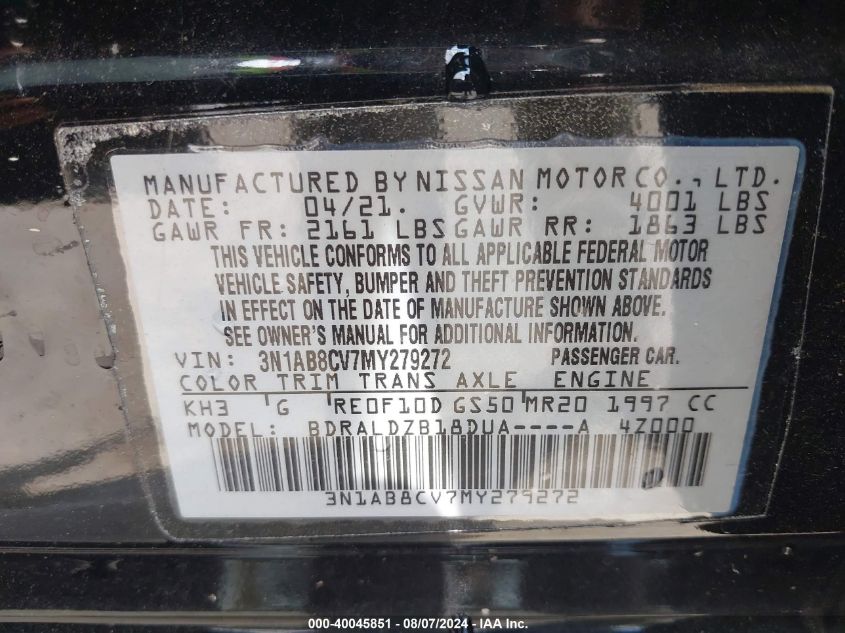 MANUFACTURED BY NISSAN MOTOR CO., LTD.
DATE: 04/21. GVWR: 4001 LBS
GAWR FR: 2161 LBS GAWR RR: 1863 LBS
THIS VEHICLE CONFORMS TO ALL APPLICABLE FEDERAL MOTOR
VEHICLE SAFETY, BUMPER AND THEFT PREVENTION STANDARDS
IN EFFECT ON THE DATE OF MANUFACTURE SHOWN ABOVE.
SEE OWNER'S MANUAL FOR ADDITIONAL INFORMATION.
VIN: 3N1AB8CV7MY279272 PASSENGER CAR.
COLOR TRIM TRANS AXLE ENGINE
KH3 G RE0F10D GS50 MR20 1997 CC
MODEL: BDRALDZB18DUA----A 4Z000
3N1AB8CV7MY279272
000-40045851 - 08/07/2024 - IAA Inc.